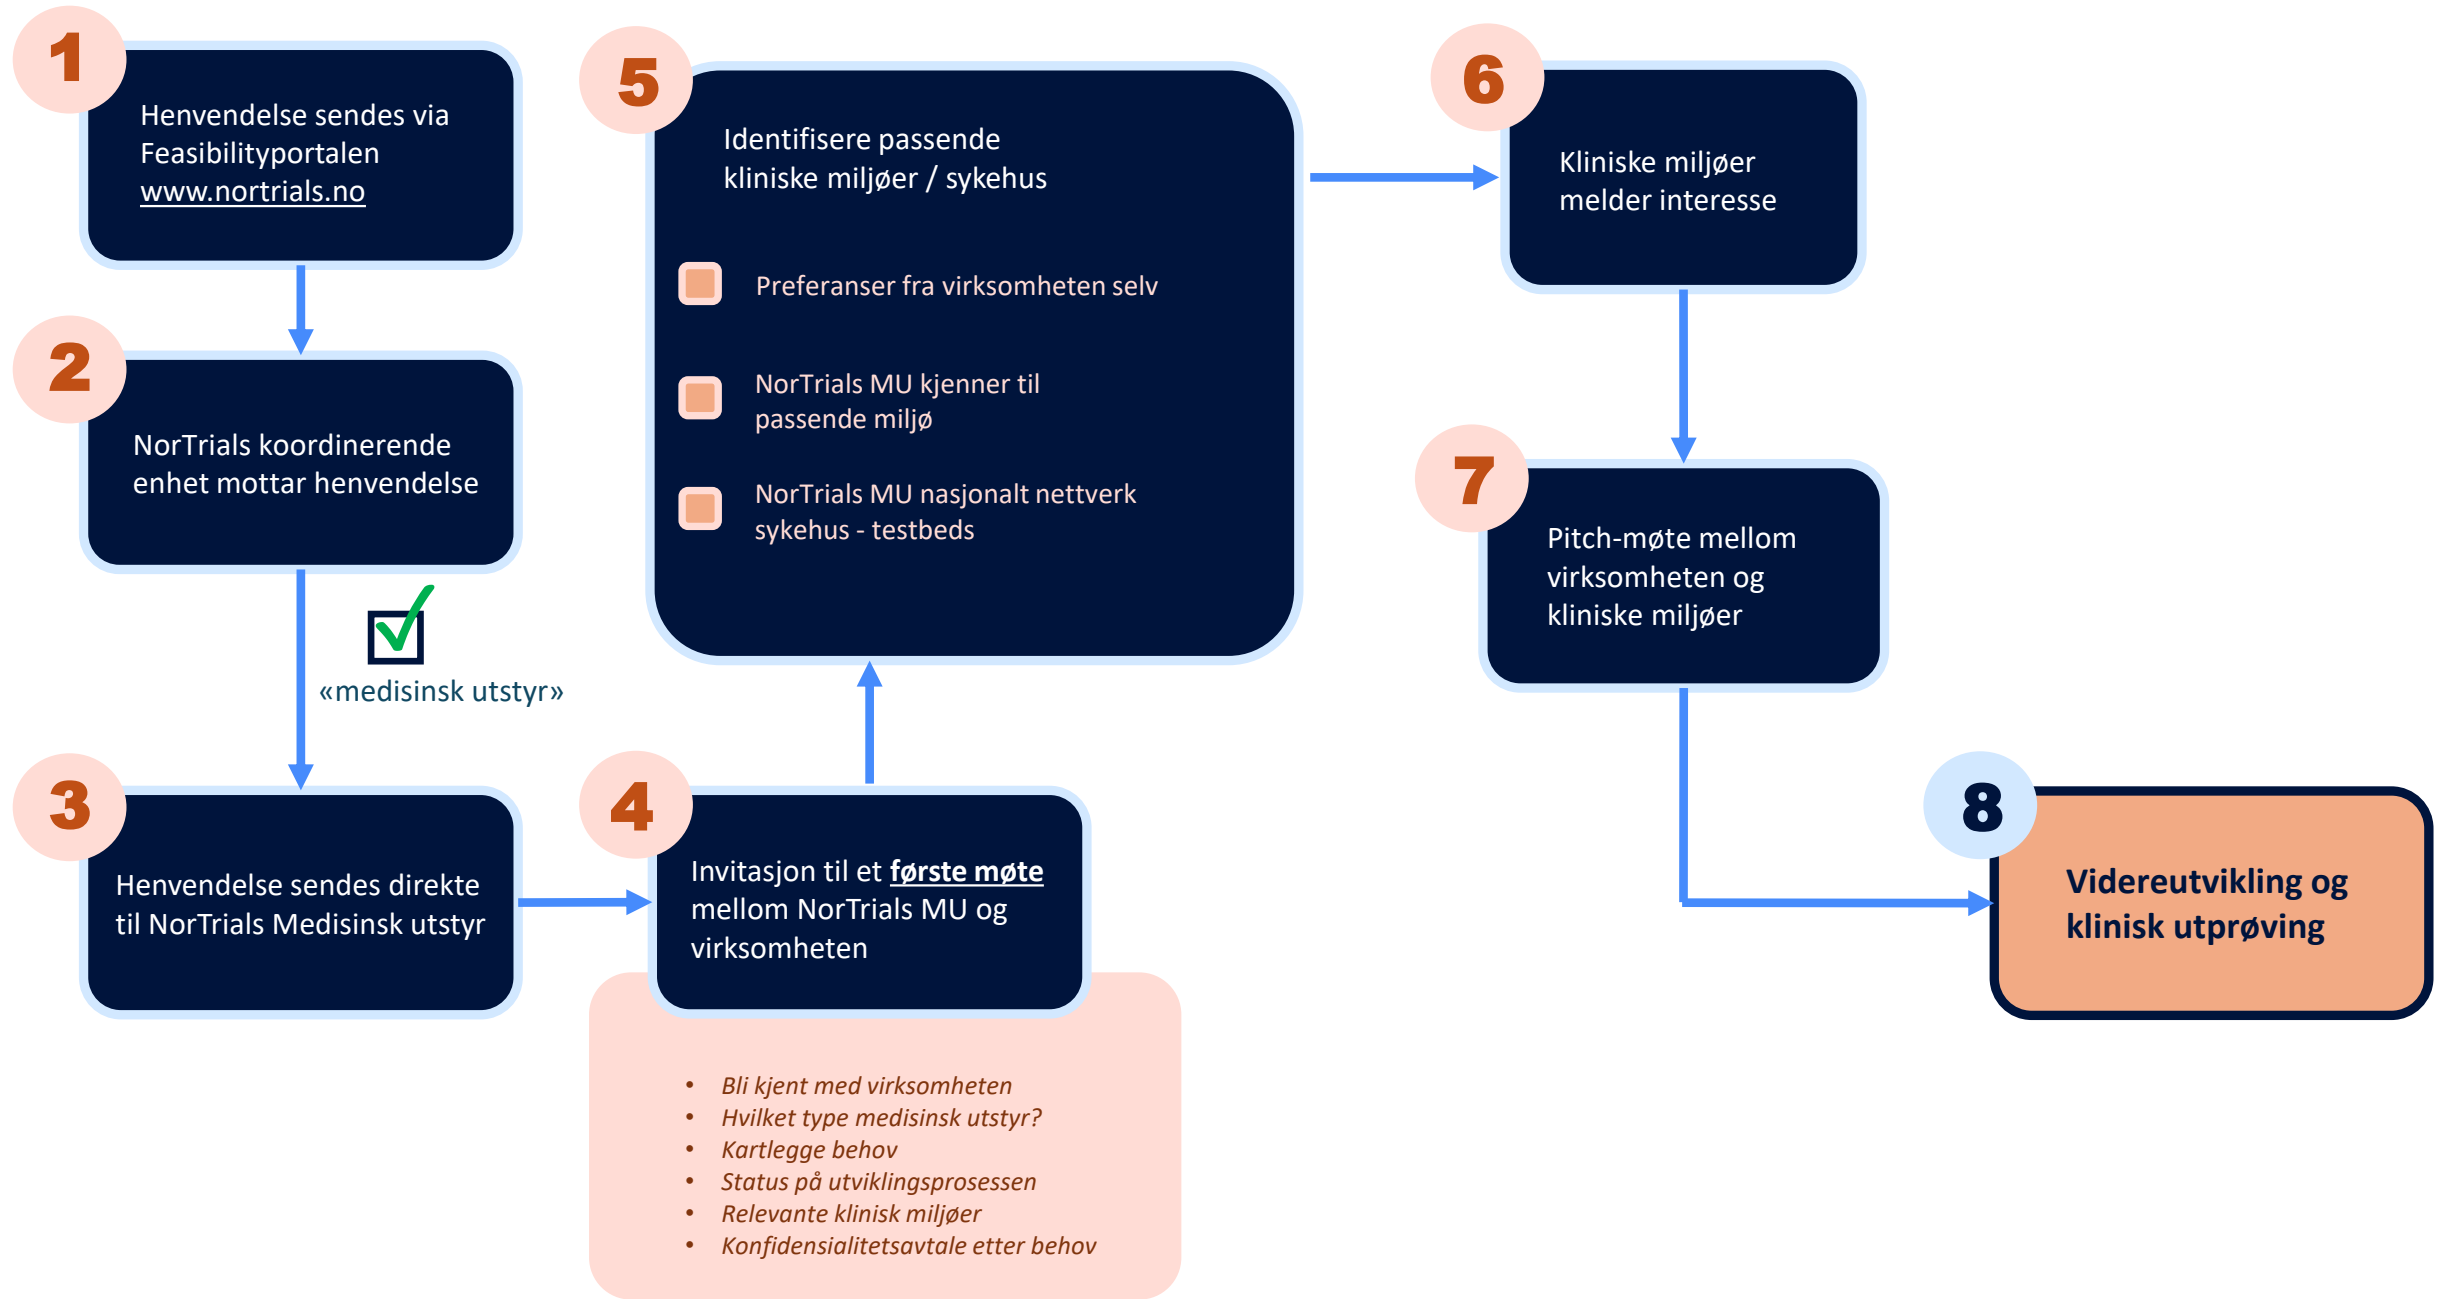 1
Henvendelse sendes via
Feasibilityportalen
www.nortrials.no
2
NorTrials koordinerende
enhet mottar henvendelse
«medisinsk utstyr»
3
Henvendelse sendes direkte
til NorTrials Medisinsk utstyr
4
Invitasjon til et første møte
mellom NorTrials MU og
virksomheten
• Bli kjent med virksomheten
• Hvilket type medisinsk utstyr?
• Kartlegge behov
• Status på utviklingsprosessen
• Relevante klinisk miljøer
• Konfidensialitetsavtale etter behov
5
Identifisere passende
kliniske miljøer / sykehus
Preferanser fra virksomheten selv
NorTrials MU kjenner til
passende miljø
NorTrials MU nasjonalt nettverk
sykehus - testbeds
6
Kliniske miljøer
melder interesse
7
Pitch-møte mellom
virksomheten og
kliniske miljøer
8
Videreutvikling og
klinisk utprøving